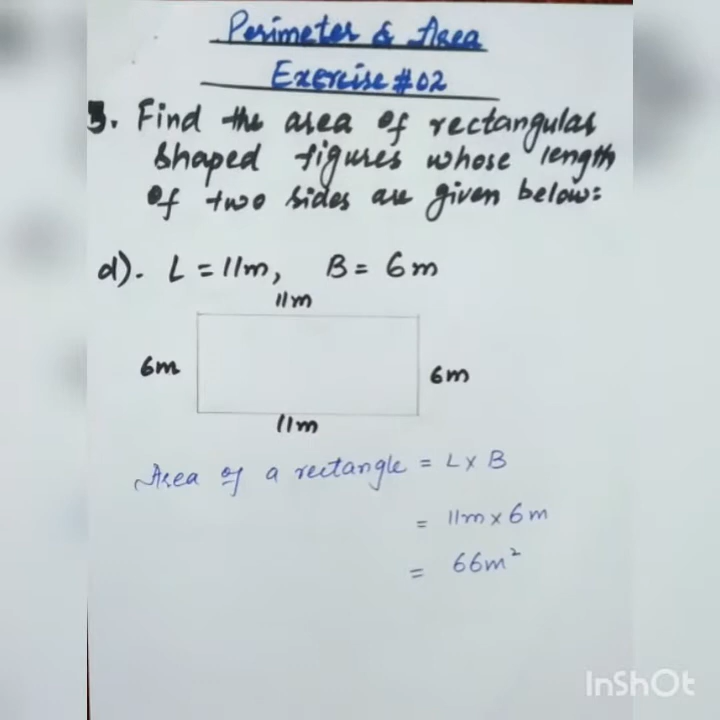 Perimeter & Area
Exercise #02
3. Find the area of rectangular
shaped figures whose length
of two sides are given below:
d). L = 11m, B = 6m
11m
6m
6m
11m
Area of a rectangle = L x B
= 11m x 6m
= 66m²
InShOt